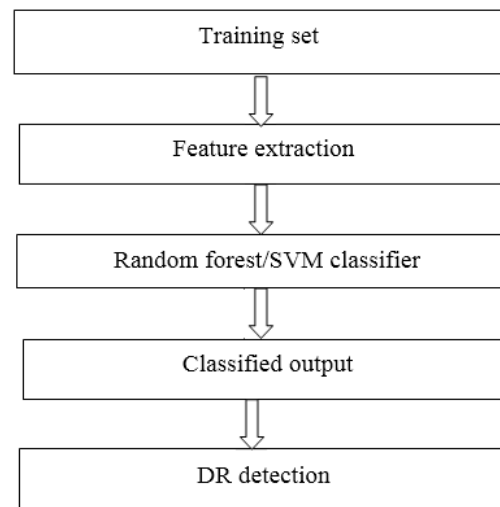 Training set
Feature extraction
Random forest/SVM classifier
Classified output
DR detection